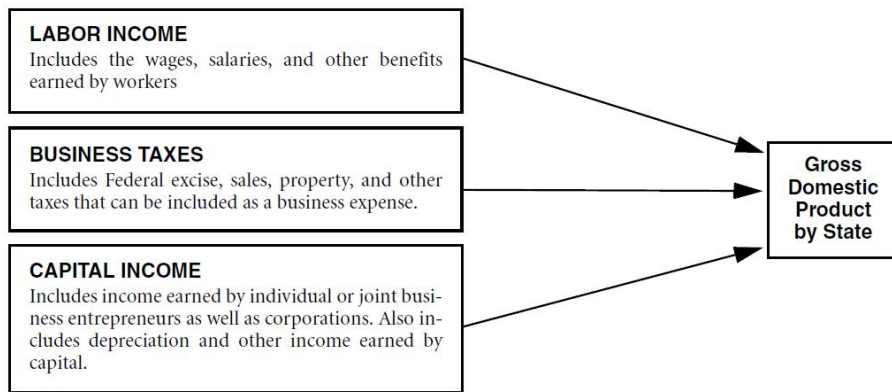 LABOR INCOME
Includes the wages, salaries, and other benefits
earned by workers
BUSINESS TAXES
Includes Federal excise, sales, property, and other
taxes that can be included as a business expense.
CAPITAL INCOME
Includes income earned by individual or joint busi-
ness entrepreneurs as well as corporations. Also in-
cludes depreciation and other income earned by
capital.
Gross
Domestic
Product
by State